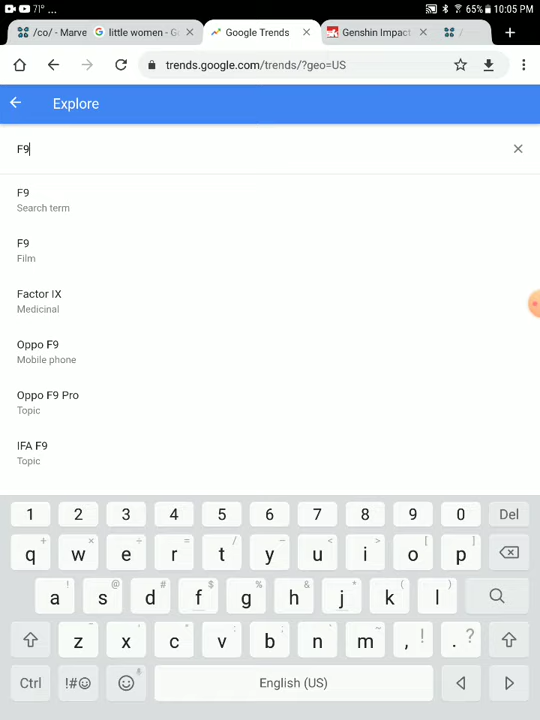 71° 65% 10:05 PM
/co/ - Marve little women - G Google Trends Genshin Impact /
trends.google.com/trends/?geo=US
Explore
F9
F9
Search term
F9
Film
Factor IX
Medicinal
Oppo F9
Mobile phone
Oppo F9 Pro
Topic
IFA F9
Topic
1 2 3 4 5 6 7 8 9 0 Del
+ × ÷ = / _ < > [ ]
q w e r t y u i o p
! @ # $ % ^ & * ( )
a s d f g h j k l
- ' " : ; , ? ! ?
z x c v b n m , .
Ctrl !#☺ English (US)